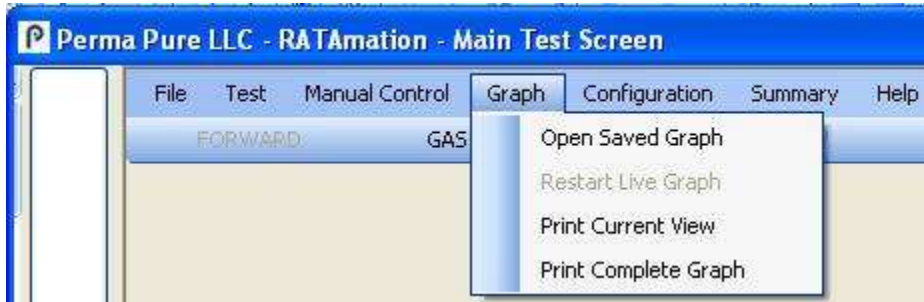 Perma Pure LLC - RATAmation - Main Test Screen
File Test Manual Control Graph Configuration Summary Help
FORWARD GAS
Open Saved Graph
Restart Live Graph
Print Current View
Print Complete Graph